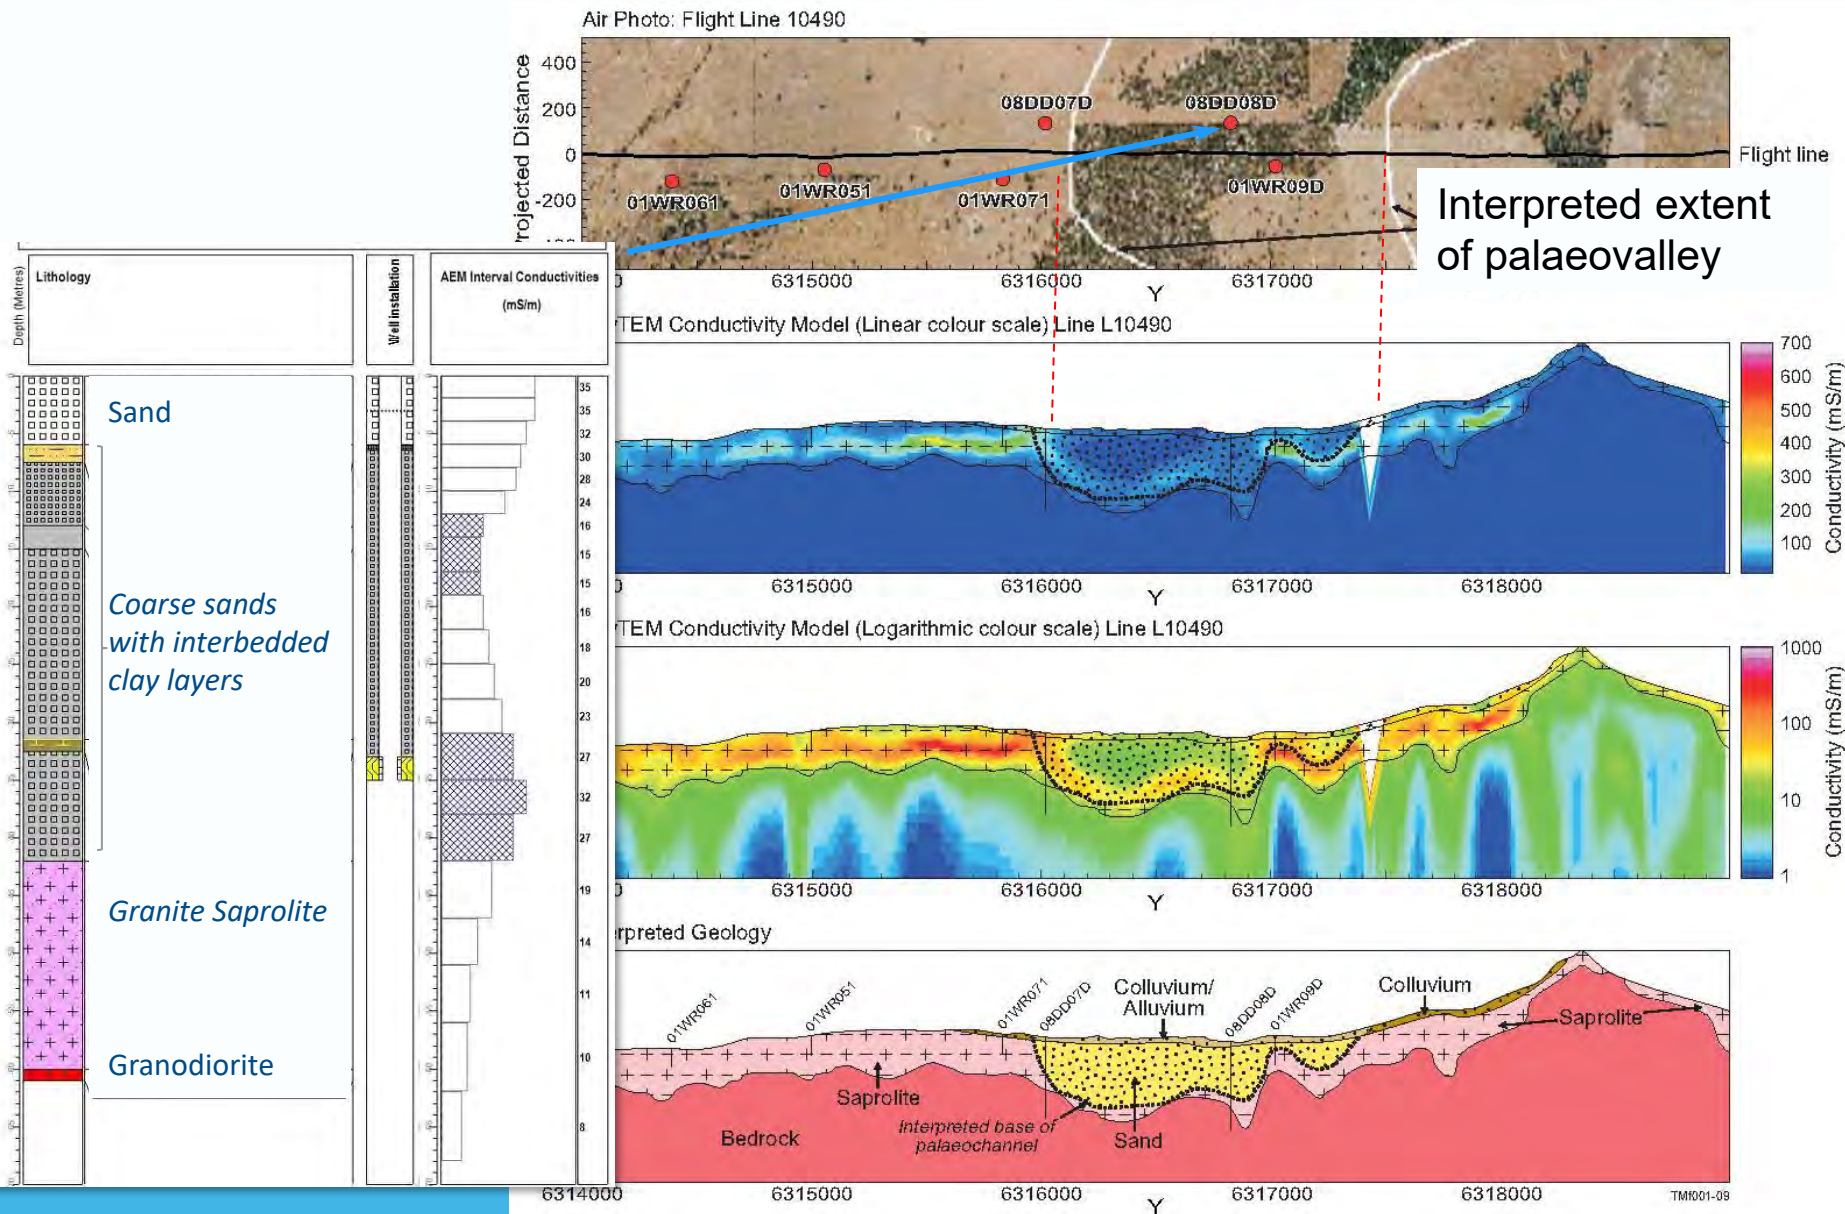 Air Photo: Flight Line 10490
Projected Distance
400
200
0
-200
08DD07D
08DD08D
01WR061
01WR051
01WR071
01WR09D
Flight line
Interpreted extent
of palaeovalley
6315000
6316000
6317000
Y
TEM Conductivity Model (Linear colour scale) Line L10490
700
600
500
400
300
200
100
Conductivity (mS/m)
6315000
6316000
6317000
6318000
Y
TEM Conductivity Model (Logarithmic colour scale) Line L10490
1000
100
10
1
Conductivity (mS/m)
6315000
6316000
6317000
6318000
Y
erpreted Geology
01WR061
01WR051
01WR071
08DD07D
Colluvium/
Alluvium
08DD08D
01WR09D
Colluvium
Saprolite
Saprolite
Bedrock
Interpreted base of
palaeochannel
Sand
6314000
6315000
6316000
6317000
6318000
Y
TMf001-09
Depth (Metres)
Lithology
Well installation
AEM Interval Conductivities
(mS/m)
Sand
Coarse sands
with interbedded
clay layers
Granite Saprolite
Granodiorite
35
35
32
30
28
24
16
15
15
16
18
20
23
27
32
27
19
14
11
10
8